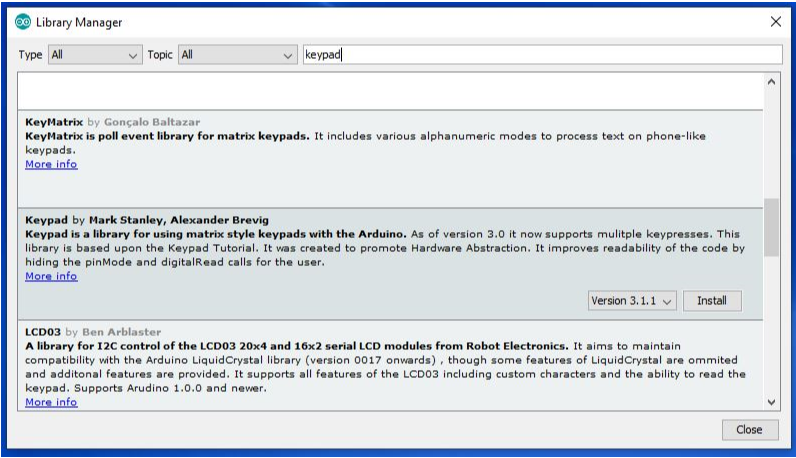 Library Manager
Type All Topic All keypad
KeyMatrix by Gonçalo Baltazar
KeyMatrix is poll event library for matrix keypads. It includes various alphanumeric modes to process text on phone-like
keypads.
More info
Keypad by Mark Stanley, Alexander Brevig
Keypad is a library for using matrix style keypads with the Arduino. As of version 3.0 it now supports mulitple keypresses. This
library is based upon the Keypad Tutorial. It was created to promote Hardware Abstraction. It improves readability of the code by
hiding the pinMode and digitalRead calls for the user.
More info
Version 3.1.1 Install
LCD03 by Ben Arblaster
A library for I2C control of the LCD03 20x4 and 16x2 serial LCD modules from Robot Electronics. It aims to maintain
compatibility with the Arduino LiquidCrystal library (version 0017 onwards) , though some features of LiquidCrystal are ommited
and additonal features are provided. It supports all features of the LCD03 including custom characters and the ability to read the
keypad. Supports Arudino 1.0.0 and newer.
More info
Close